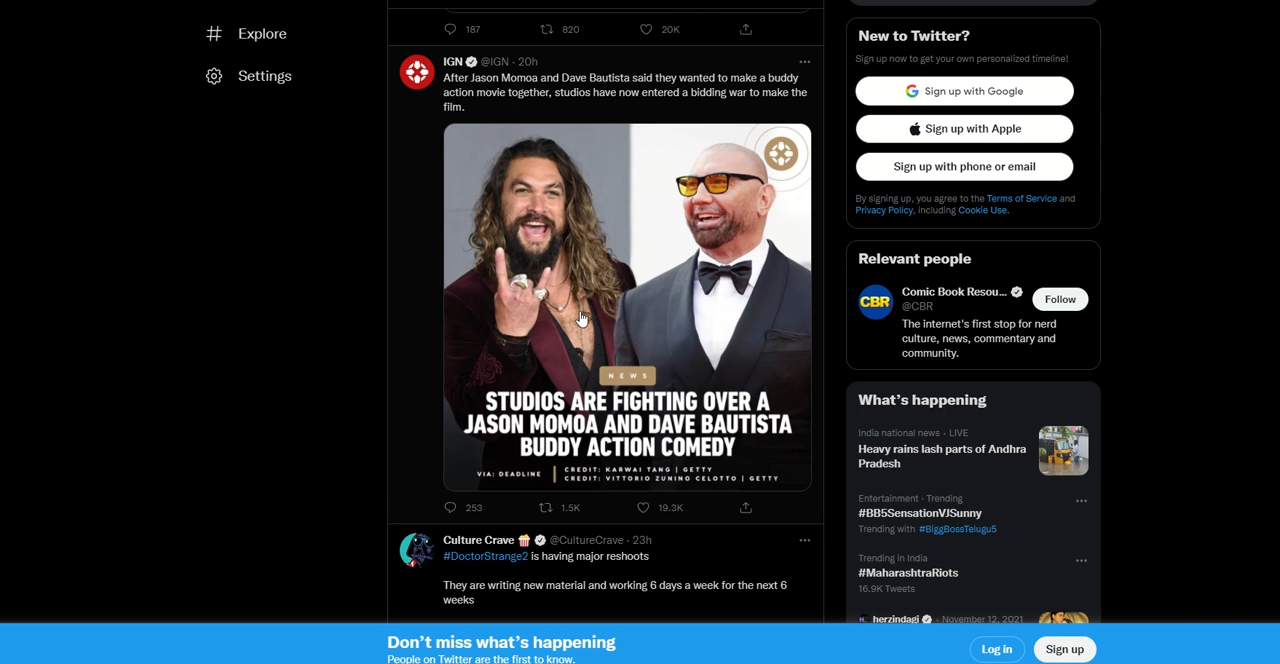 Explore
Settings
187 820 20K
IGN @IGN · 20h
After Jason Momoa and Dave Bautista said they wanted to make a buddy
action movie together, studios have now entered a bidding war to make the
film.
NEWS
STUDIOS ARE FIGHTING OVER A
JASON MOMOA AND DAVE BAUTISTA
BUDDY ACTION COMEDY
VIA: DEADLINE
CREDIT: KARWAI TANG | GETTY
CREDIT: VITTORIO ZUNINO CELOTTO | GETTY
253 1.5K 19.3K
Culture Crave @CultureCrave · 23h
#DoctorStrange2 is having major reshoots
They are writing new material and working 6 days a week for the next 6
weeks
New to Twitter?
Sign up now to get your own personalized timeline!
Sign up with Google
Sign up with Apple
Sign up with phone or email
By signing up, you agree to the Terms of Service and
Privacy Policy, including Cookie Use.
Relevant people
CBR
Comic Book Resou...
@CBR
Follow
The internet's first stop for nerd
culture, news, commentary and
community.
What's happening
India national news · LIVE
Heavy rains lash parts of Andhra
Pradesh
Entertainment · Trending
#BB5SensationVJSunny
Trending with #BiggBossTelugu5
Trending in India
#MaharashtraRiots
16.9K Tweets
herzindagi · November 12, 2021
Don't miss what's happening
People on Twitter are the first to know.
Log in
Sign up